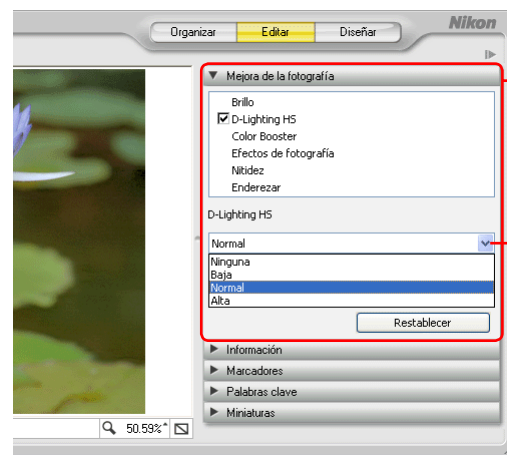 Nikon
Organizar Editar Diseñar
Mejora de la fotografía
Brillo
D-Lighting HS
Color Booster
Efectos de fotografía
Nitidez
Enderezar
D-Lighting HS
Normal
Ninguna
Baja
Normal
Alta
Restablecer
Información
Marcadores
Palabras clave
Miniaturas
50.59%